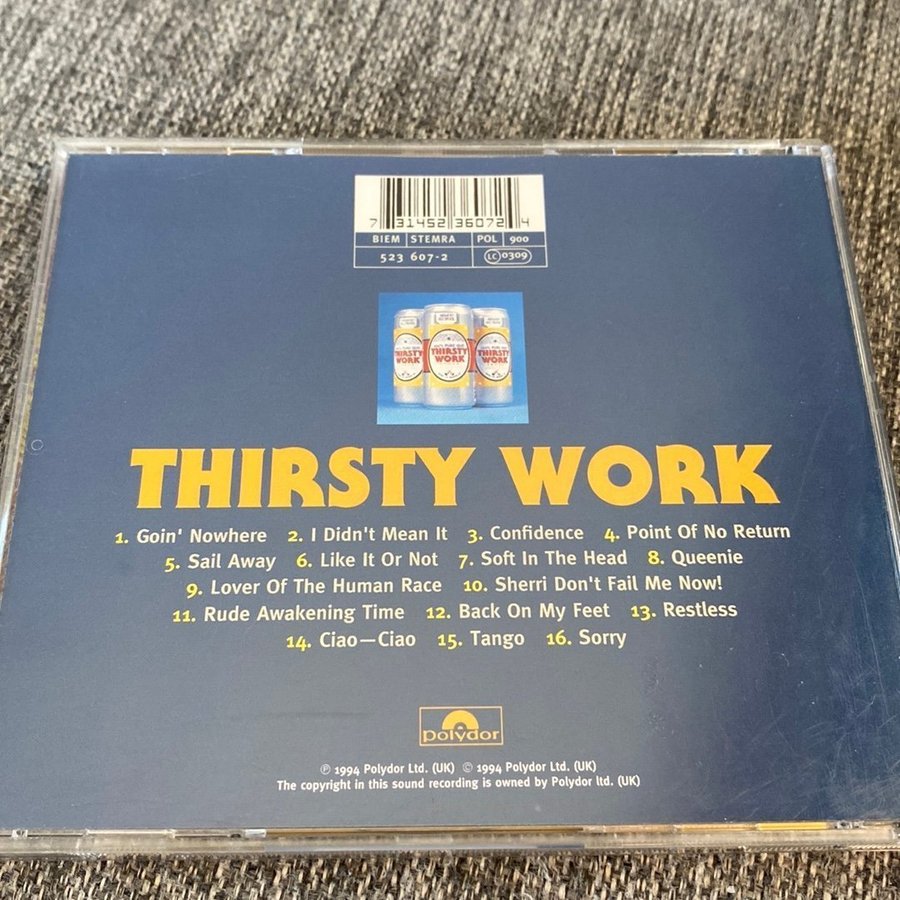 7 31452 36072 4
BIEM STEMRA POL 900
523 607-2 LC 0309
THIRSTY WORK THIRSTY WORK THIRSTY WORK
THIRSTY WORK
1. Goin' Nowhere 2. I Didn't Mean It 3. Confidence 4. Point Of No Return
5. Sail Away 6. Like It Or Not 7. Soft In The Head 8. Queenie
9. Lover Of The Human Race 10. Sherri Don't Fail Me Now!
11. Rude Awakening Time 12. Back On My Feet 13. Restless
14. Ciao—Ciao 15. Tango 16. Sorry
polydor
℗ 1994 Polydor Ltd. (UK) © 1994 Polydor Ltd. (UK)
The copyright in this sound recording is owned by Polydor ltd. (UK)